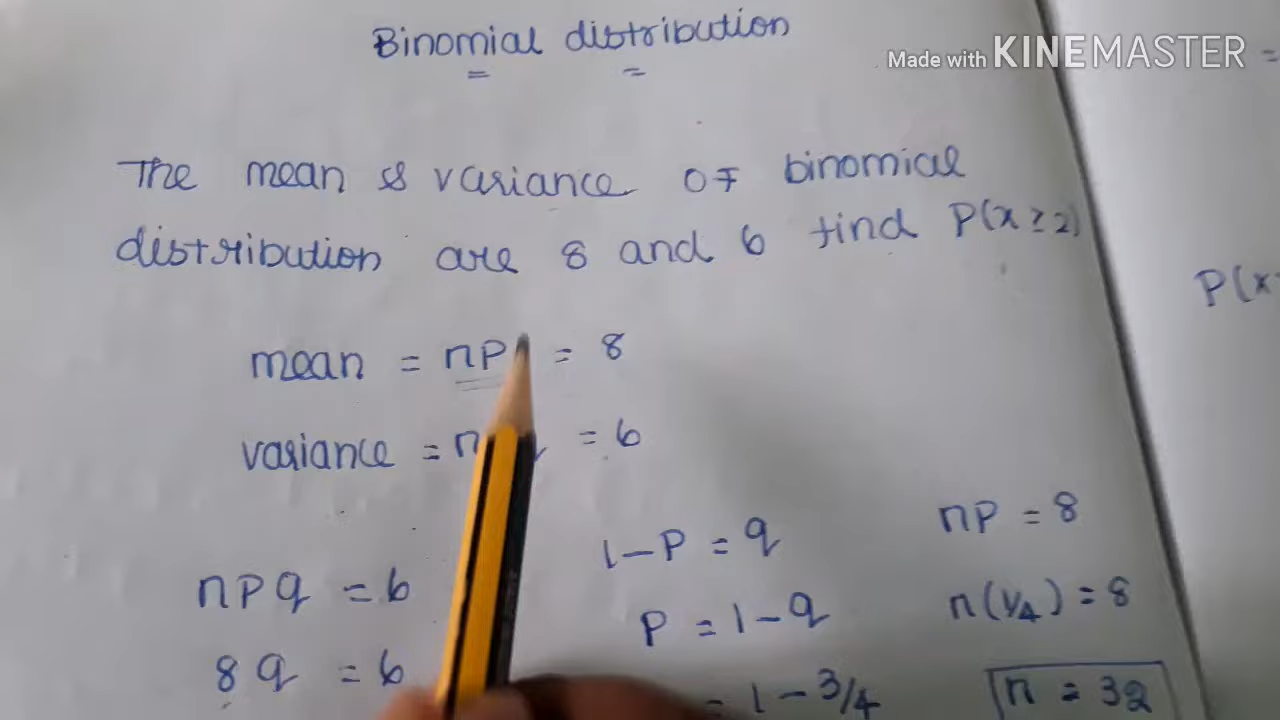 Binomial distribution
Made with KINEMASTER
The mean & variance of binomial
distribution are 8 and 6 find P(x ≥ 2)
P(x
mean = np = 8
variance = n = 6
1-P = q
nP = 8
npq = 6
P = 1-q
n(1/4) = 8
8q = 6
= 1 - 3/4
n = 32